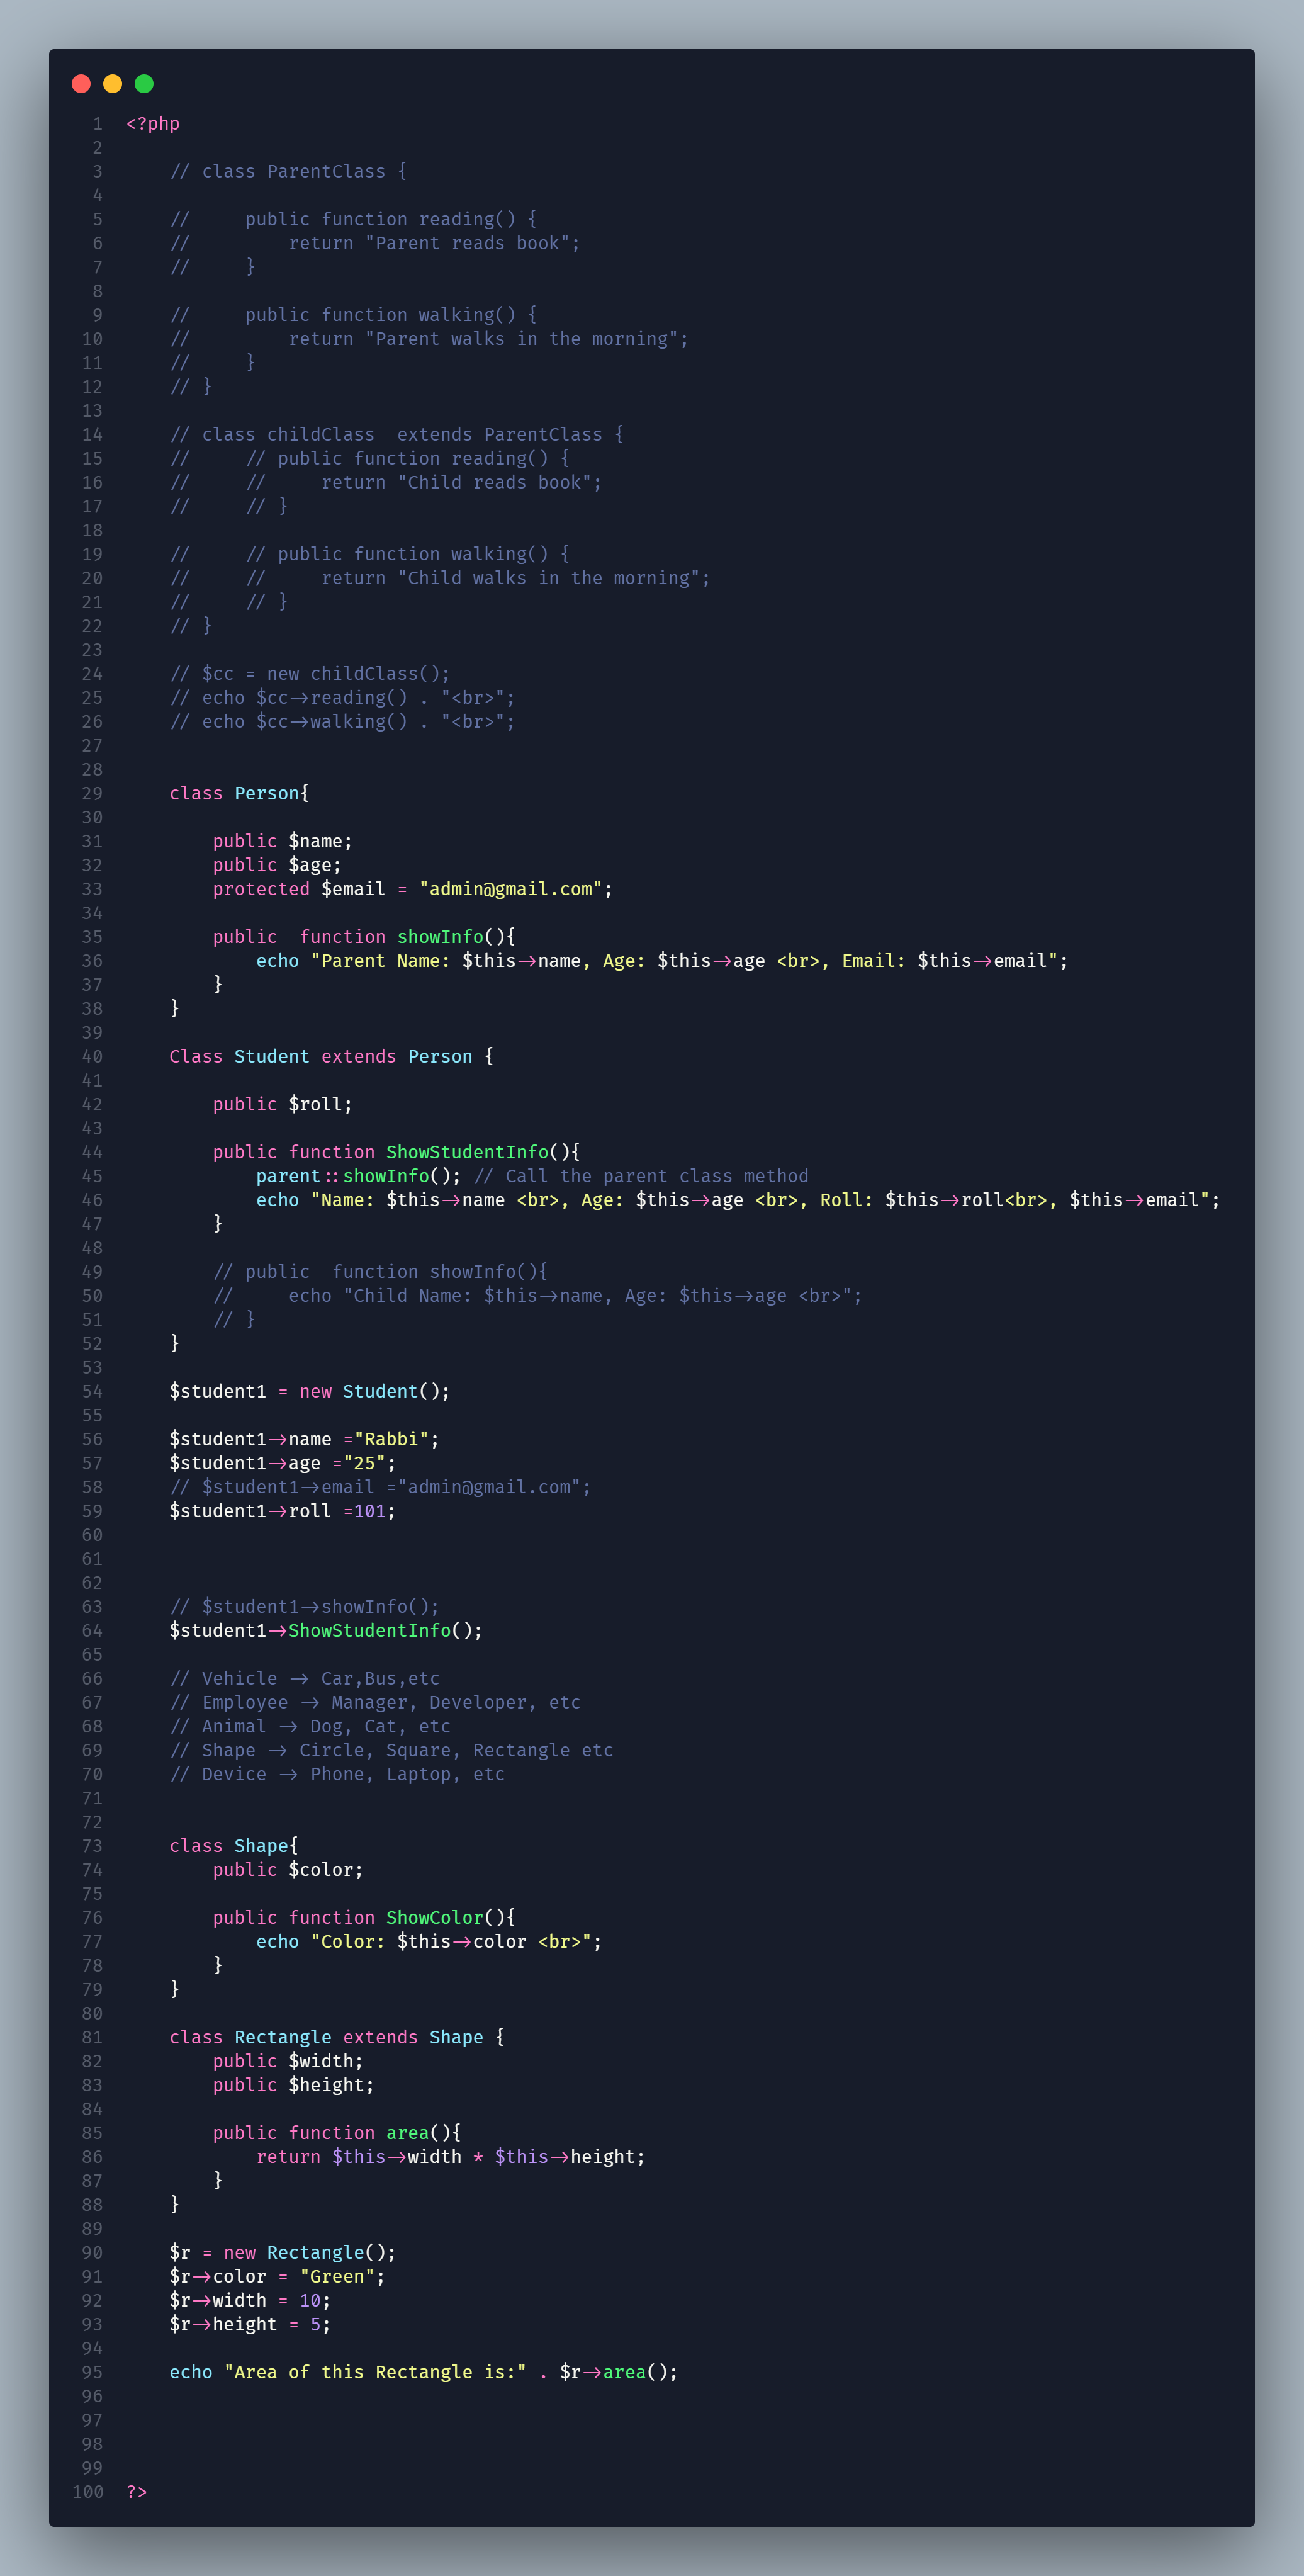 1 <?php
2
3     // class ParentClass {
4
5     //     public function reading() {
6     //         return "Parent reads book";
7     //     }
8
9     //     public function walking() {
10     //         return "Parent walks in the morning";
11     //     }
12     // }
13
14     // class childClass  extends ParentClass {
15     //     // public function reading() {
16     //     //     return "Child reads book";
17     //     // }
18
19     //     // public function walking() {
20     //     //     return "Child walks in the morning";
21     //     // }
22     // }
23
24     // $cc = new childClass();
25     // echo $cc->reading() . "<br>";
26     // echo $cc->walking() . "<br>";
27
28
29     class Person{
30
31         public $name;
32         public $age;
33         protected $email = "admin@gmail.com";
34
35         public  function showInfo(){
36             echo "Parent Name: $this->name, Age: $this->age <br>, Email: $this->email";
37         }
38     }
39
40     Class Student extends Person {
41
42         public $roll;
43
44         public function ShowStudentInfo(){
45             parent::showInfo(); // Call the parent class method
46             echo "Name: $this->name <br>, Age: $this->age <br>, Roll: $this->roll<br>, $this->email";
47         }
48
49         // public  function showInfo(){
50         //     echo "Child Name: $this->name, Age: $this->age <br>";
51         // }
52     }
53
54     $student1 = new Student();
55
56     $student1->name ="Rabbi";
57     $student1->age ="25";
58     // $student1->email ="admin@gmail.com";
59     $student1->roll =101;
60
61
62
63     // $student1->showInfo();
64     $student1->ShowStudentInfo();
65
66     // Vehicle -> Car,Bus,etc
67     // Employee -> Manager, Developer, etc
68     // Animal -> Dog, Cat, etc
69     // Shape -> Circle, Square, Rectangle etc
70     // Device -> Phone, Laptop, etc
71
72
73     class Shape{
74         public $color;
75
76         public function ShowColor(){
77             echo "Color: $this->color <br>";
78         }
79     }
80
81     class Rectangle extends Shape {
82         public $width;
83         public $height;
84
85         public function area(){
86             return $this->width * $this->height;
87         }
88     }
89
90     $r = new Rectangle();
91     $r->color = "Green";
92     $r->width = 10;
93     $r->height = 5;
94
95     echo "Area of this Rectangle is:" . $r->area();
96
97
98
99
100 ?>